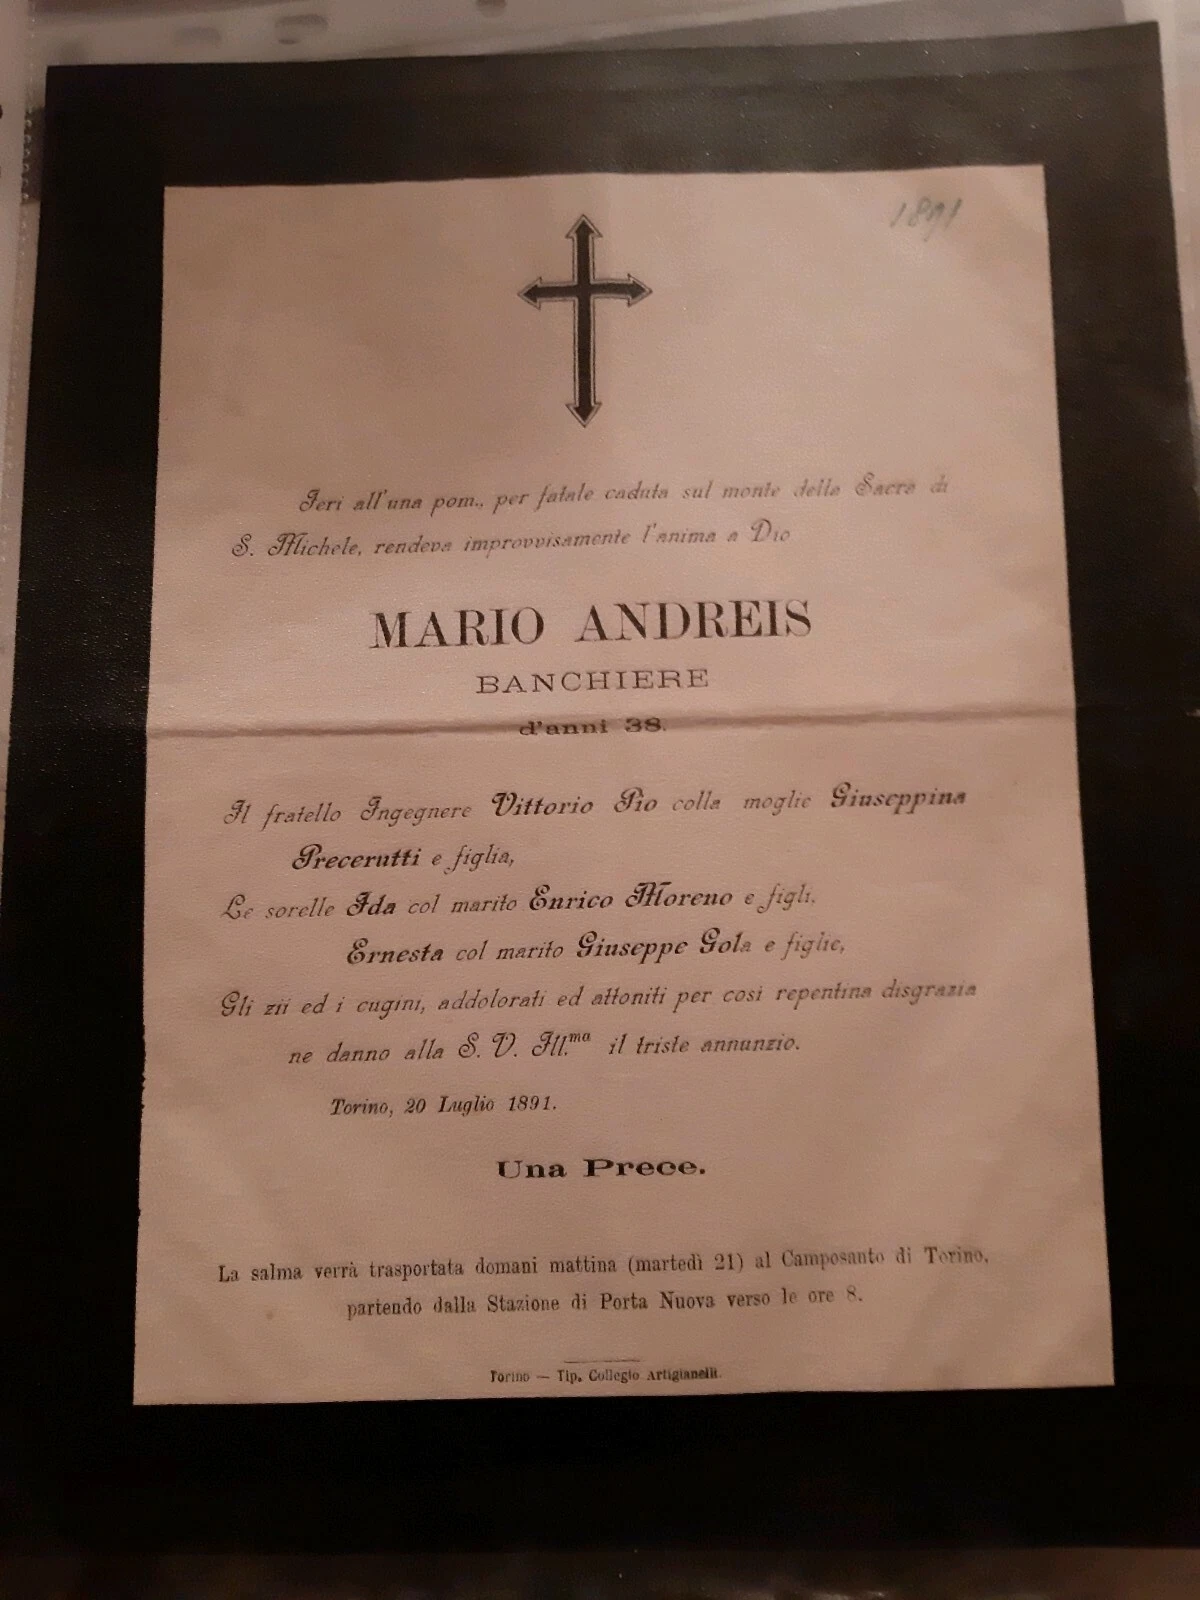 1891
Ieri all'una pom., per fatale caduta sul monte della Sacra di
S. Michele, rendeva improvvisamente l'anima a Dio
MARIO ANDREIS
BANCHIERE
d'anni 38.
Il fratello Ingegnere Vittorio Pio colla moglie Giuseppina
Precerutti e figlia,
Le sorelle Ida col marito Enrico Moreno e figli,
Ernesta col marito Giuseppe Gola e figlie,
Gli zii ed i cugini, addolorati ed attoniti per così repentina disgrazia
ne danno alla S. V. Ill.ma il triste annunzio.
Torino, 20 Luglio 1891.
Una Prece.
La salma verrà trasportata domani mattina (martedì 21) al Camposanto di Torino,
partendo dalla Stazione di Porta Nuova verso le ore 8.
Torino — Tip. Collegio Artigianelli.